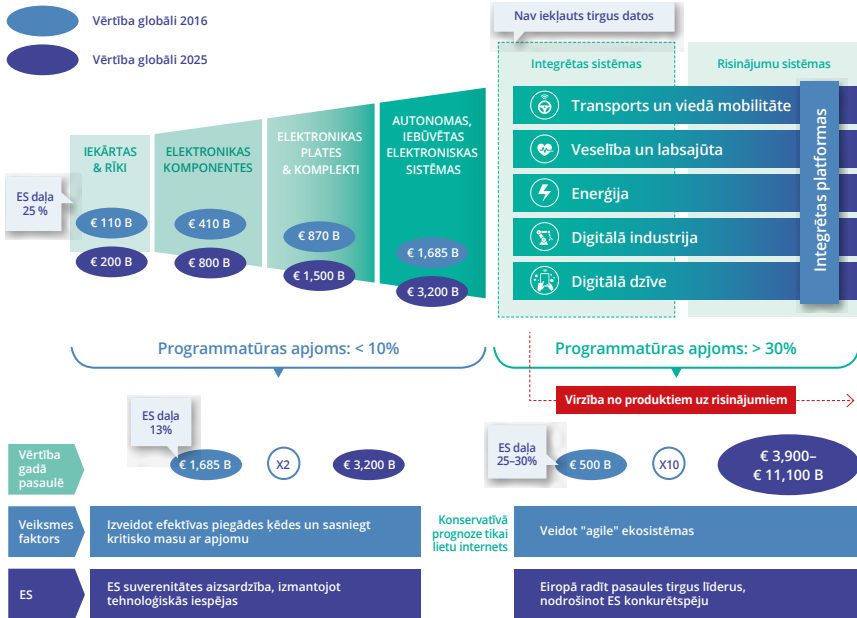 Vērtība globāli 2016
Vērtība globāli 2025
Nav iekļauts tirgus datos
Integrētas sistēmas
Risinājumu sistēmas
IEKĀRTAS
& RĪKI
ELEKTRONIKAS
KOMPONENTES
ELEKTRONIKAS
PLATES
& KOMPLEKTI
AUTONOMAS,
IEBŪVĒTAS
ELEKTRONISKAS
SISTĒMAS
ES daļa
25 %
€ 110 B
€ 200 B
€ 410 B
€ 800 B
€ 870 B
€ 1,500 B
€ 1,685 B
€ 3,200 B
Transports un viedā mobilitāte
Veselība un labsajūta
Enerģija
Digitālā industrija
Digitālā dzīve
Integrētas platformas
Programmatūras apjoms: < 10%
Programmatūras apjoms: > 30%
Virzība no produktiem uz risinājumiem
Vērtība
gadā
pasaulē
ES daļa
13%
€ 1,685 B
X2
€ 3,200 B
ES daļa
25–30%
€ 500 B
X10
€ 3,900–
€ 11,100 B
Veiksmes
faktors
Izveidot efektīvas piegādes ķēdes un sasniegt
kritisko masu ar apjomu
Konservatīvā
prognoze tikai
lietu internets
Veidot "agile" ekosistēmas
ES
ES suverenitātes aizsardzība, izmantojot
tehnoloģiskās iespējas
Eiropā radīt pasaules tirgus līderus,
nodrošinot ES konkurētspēju